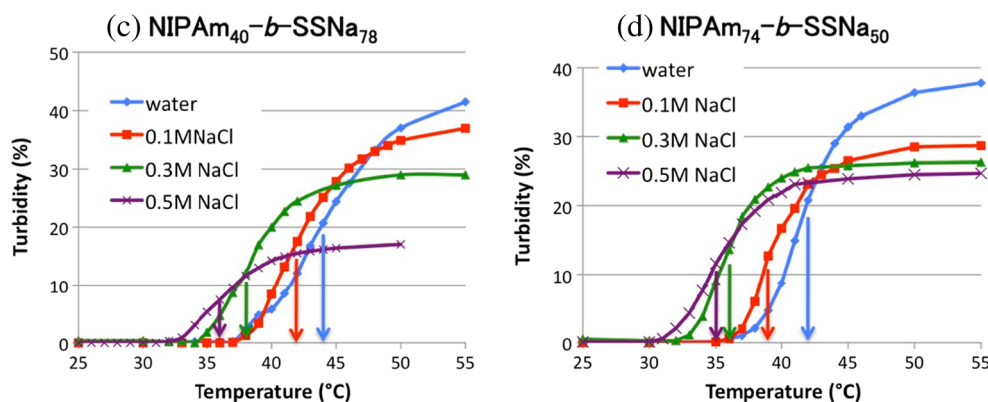 (c) NIPAm40-b-SSNa78
50
40
30
20
10
0
Turbidity (%)
water
0.1MNaCl
0.3M NaCl
0.5M NaCl
25 30 35 40 45 50 55
Temperature (°C)
(d) NIPAm74-b-SSNa50
40
30
20
10
0
Turbidity (%)
water
0.1M NaCl
0.3M NaCl
0.5M NaCl
25 30 35 40 45 50 55
Temperature (°C)